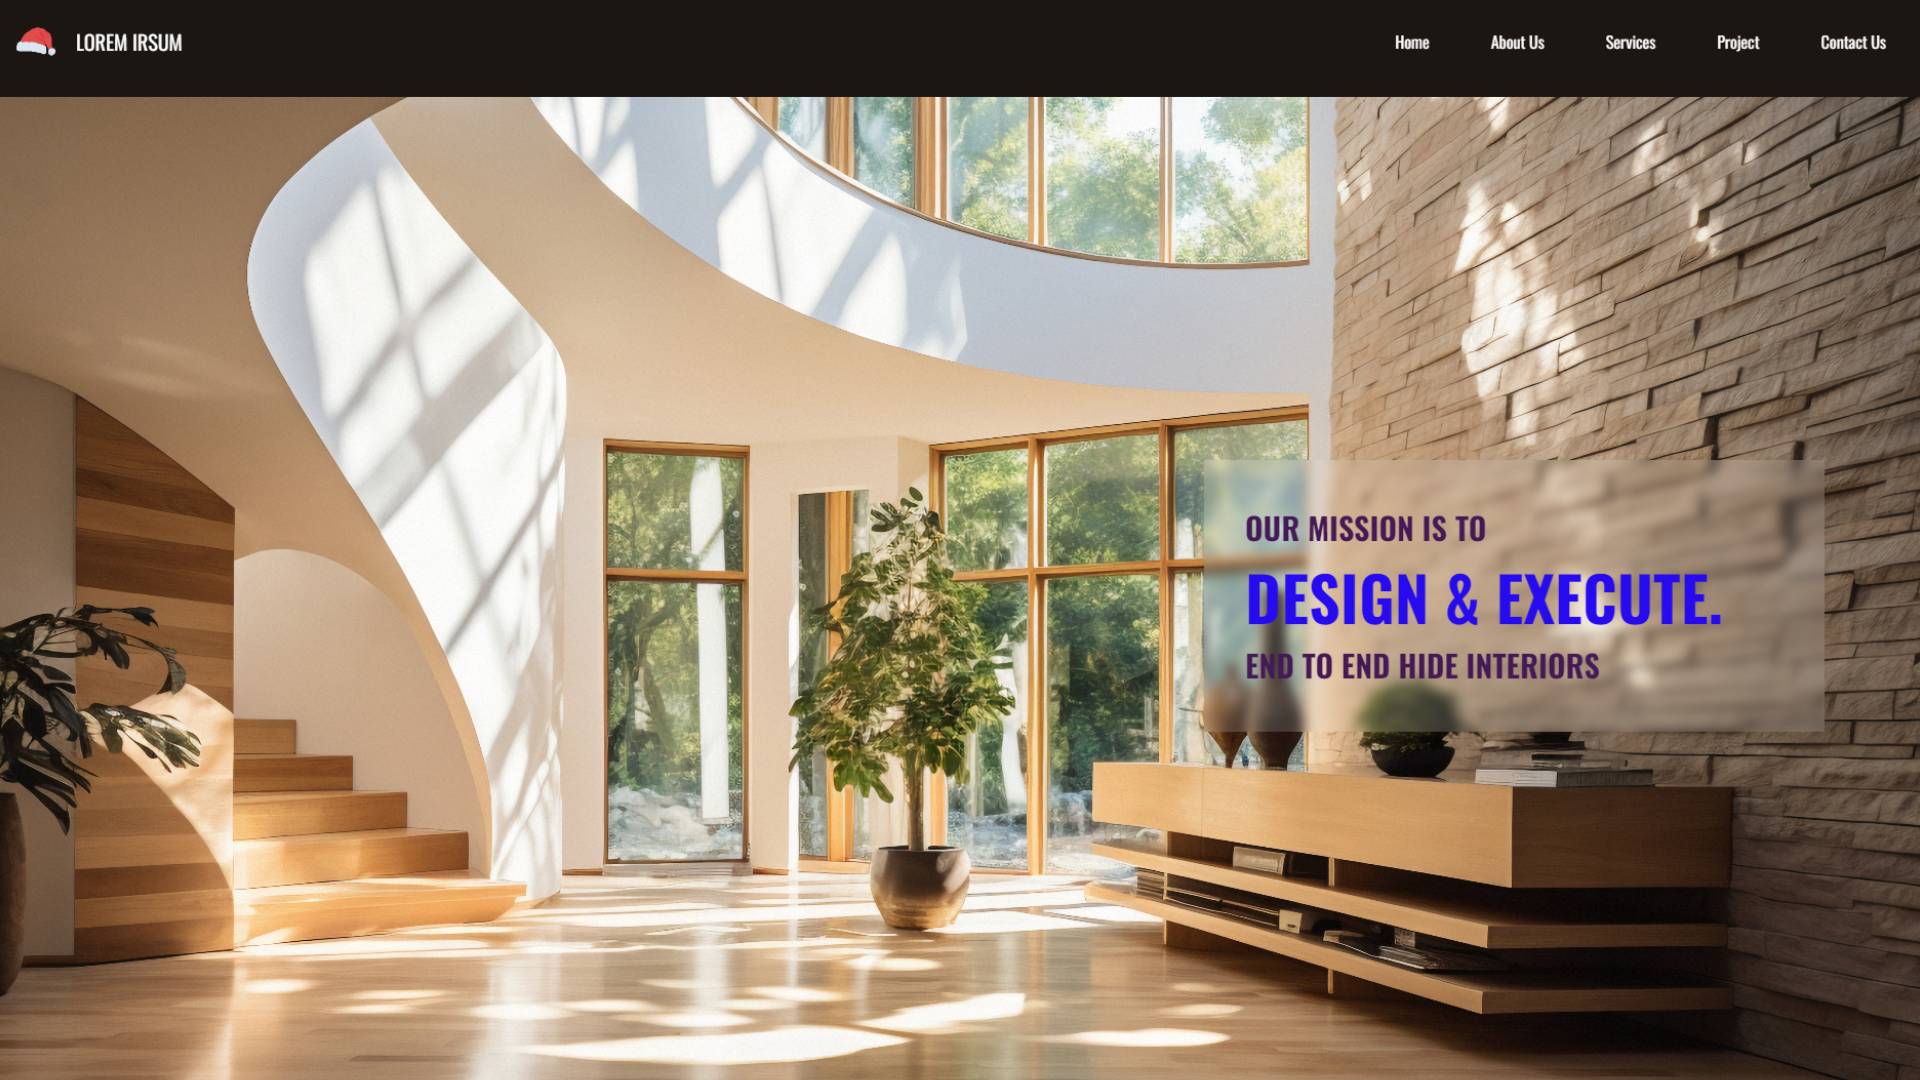 LOREM IRSUM
Home
About Us
Services
Project
Contact Us
OUR MISSION IS TO
DESIGN & EXECUTE.
END TO END HIDE INTERIORS